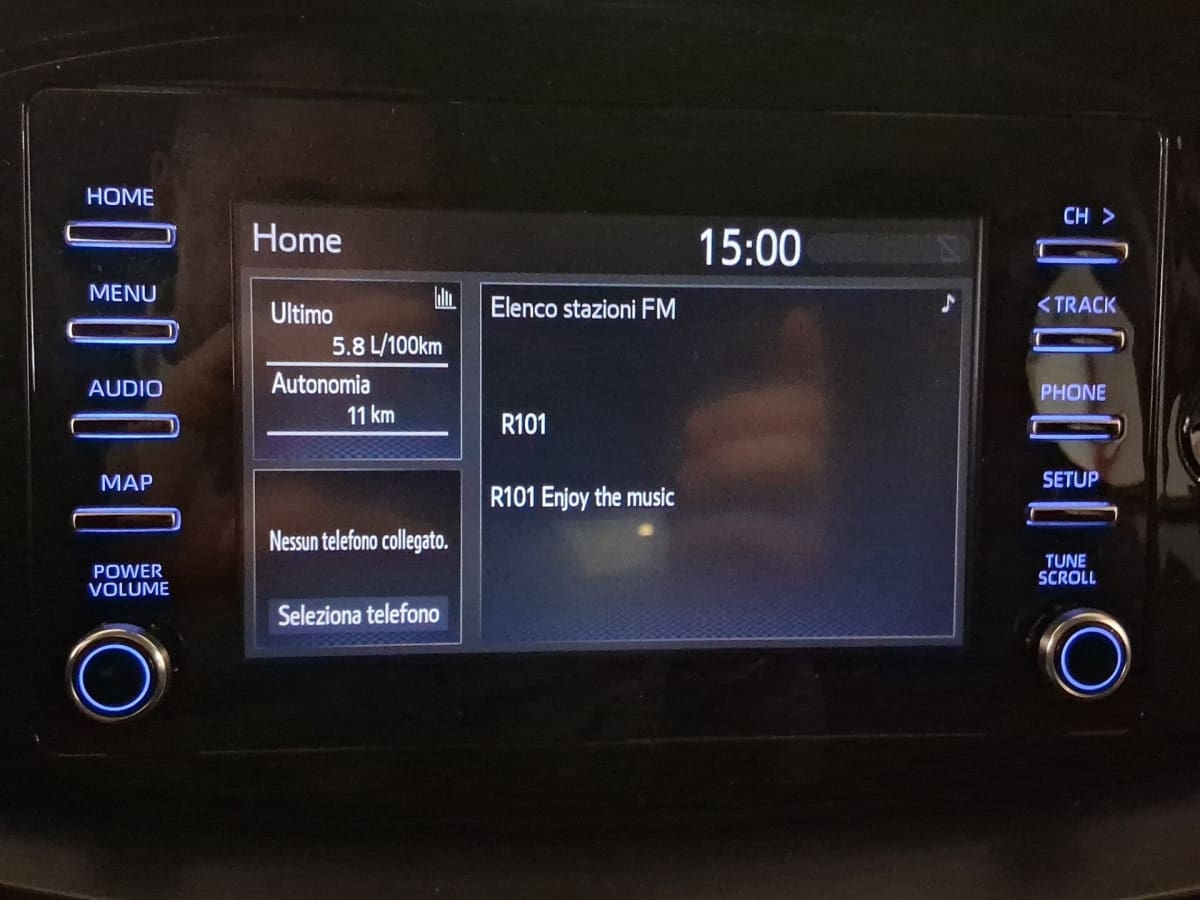 HOME
MENU
AUDIO
MAP
POWER
VOLUME
Home
15:00
Ultimo
5.8 L/100km
Autonomia
11 km
Nessun telefono collegato.
Seleziona telefono
Elenco stazioni FM
R101
R101 Enjoy the music
CH >
< TRACK
PHONE
SETUP
TUNE
SCROLL